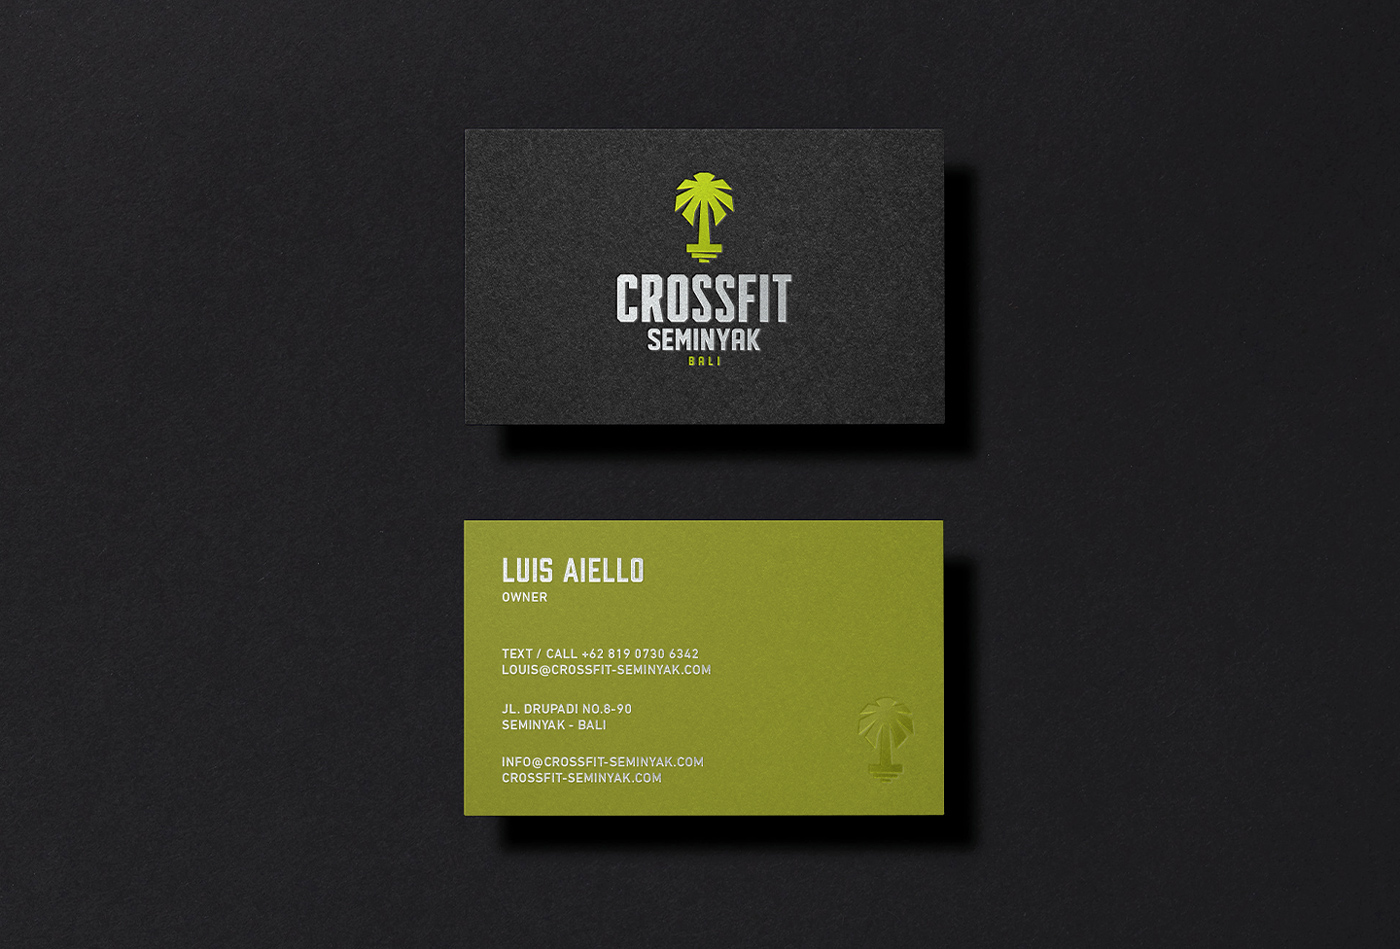 CROSSFIT
SEMINYAK
BALI
LUIS AIELLO
OWNER
TEXT / CALL +62 819 0730 6342
LOUIS@CROSSFIT-SEMINYAK.COM
JL. DRUPADI NO.8-90
SEMINYAK - BALI
INFO@CROSSFIT-SEMINYAK.COM
CROSSFIT-SEMINYAK.COM